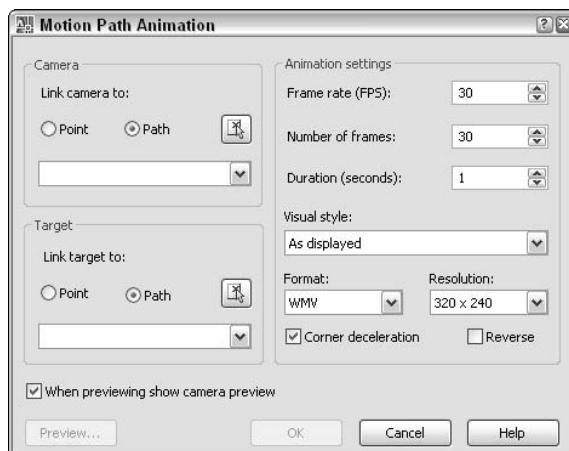 Motion Path Animation
Camera
Link camera to:
Point Path
Target
Link target to:
Point Path
Animation settings
Frame rate (FPS): 30
Number of frames: 30
Duration (seconds): 1
Visual style:
As displayed
Format: Resolution:
WMV 320 x 240
Corner deceleration Reverse
When previewing show camera preview
Preview... OK Cancel Help